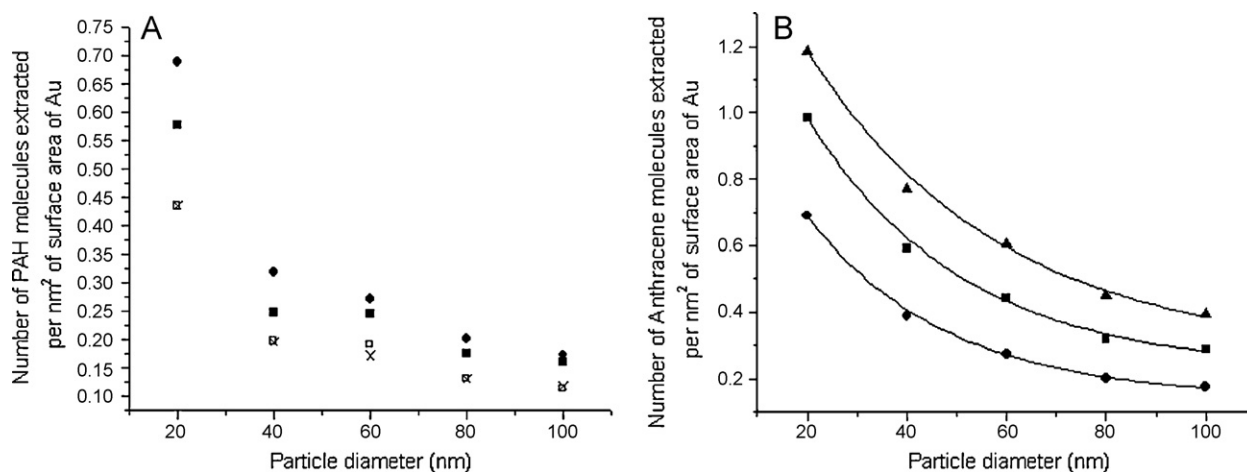 A
Number of PAH molecules extracted
per nm² of surface area of Au
0.70
0.65
0.60
0.55
0.50
0.45
0.40
0.35
0.30
0.25
0.20
0.15
0.10
20 40 60 80 100
Particle diameter (nm)
B
Number of Anthracene molecules extracted
per nm² of surface area of Au
1.2
1.0
0.8
0.6
0.4
0.2
20 40 60 80 100
Particle diameter (nm)